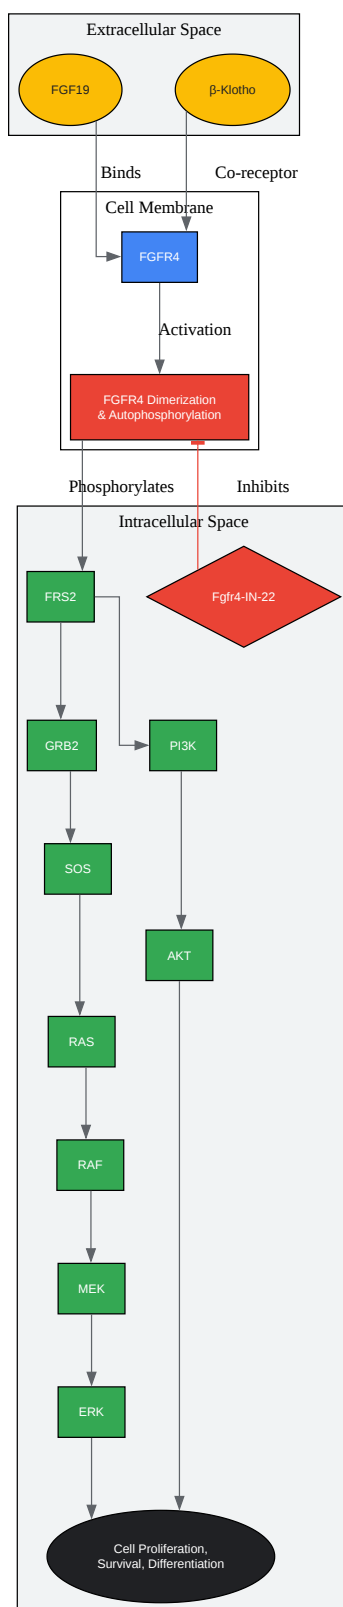 Extracellular Space
FGF19
β-Klotho
Binds
Co-receptor
Cell Membrane
FGFR4
Activation
FGFR4 Dimerization
& Autophosphorylation
Phosphorylates
Inhibits
Intracellular Space
FRS2
Fgfr4-IN-22
GRB2
PI3K
SOS
AKT
RAS
RAF
MEK
ERK
Cell Proliferation,
Survival, Differentiation